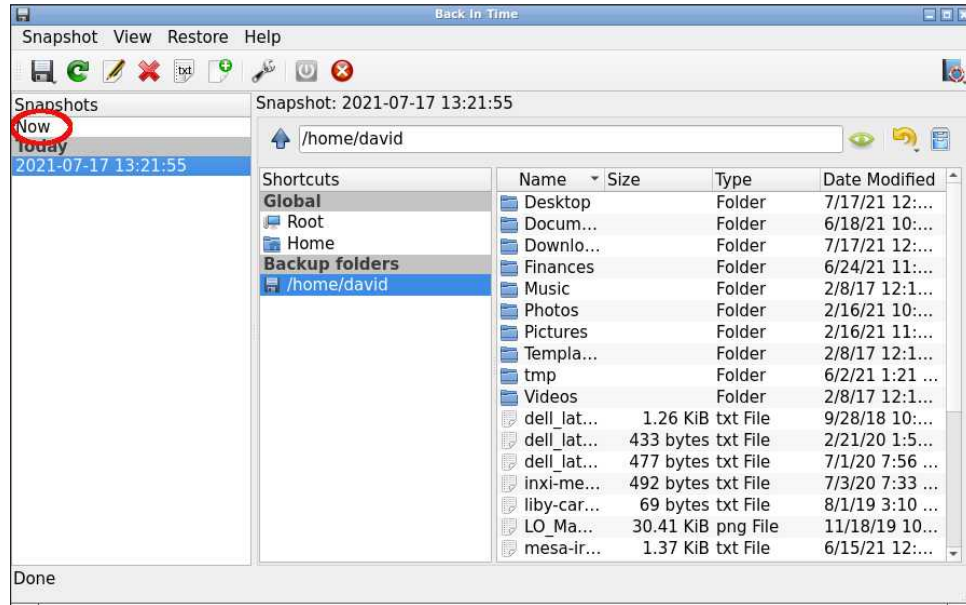 Back In Time
Snapshot View Restore Help
txt
Snapshots
Now
Today
2021-07-17 13:21:55
Snapshot: 2021-07-17 13:21:55
/home/david
Shortcuts
Global
Root
Home
Backup folders
/home/david
Name Size Type Date Modified
Desktop Folder 7/17/21 12:...
Docum... Folder 6/18/21 10:...
Downlo... Folder 7/17/21 12:...
Finances Folder 6/24/21 11:...
Music Folder 2/8/17 12:1...
Photos Folder 2/16/21 10:...
Pictures Folder 2/16/21 11:...
Templa... Folder 2/8/17 12:1...
tmp Folder 6/2/21 1:21 ...
Videos Folder 2/8/17 12:1...
dell_lat... 1.26 KiB txt File 9/28/18 10:...
dell_lat... 433 bytes txt File 2/21/20 1:5...
dell_lat... 477 bytes txt File 7/1/20 7:56 ...
inxi-me... 492 bytes txt File 7/3/20 7:33 ...
liby-car... 69 bytes txt File 8/1/19 3:10 ...
LO_Ma... 30.41 KiB png File 11/18/19 10...
mesa-ir... 1.37 KiB txt File 6/15/21 12:...
Done